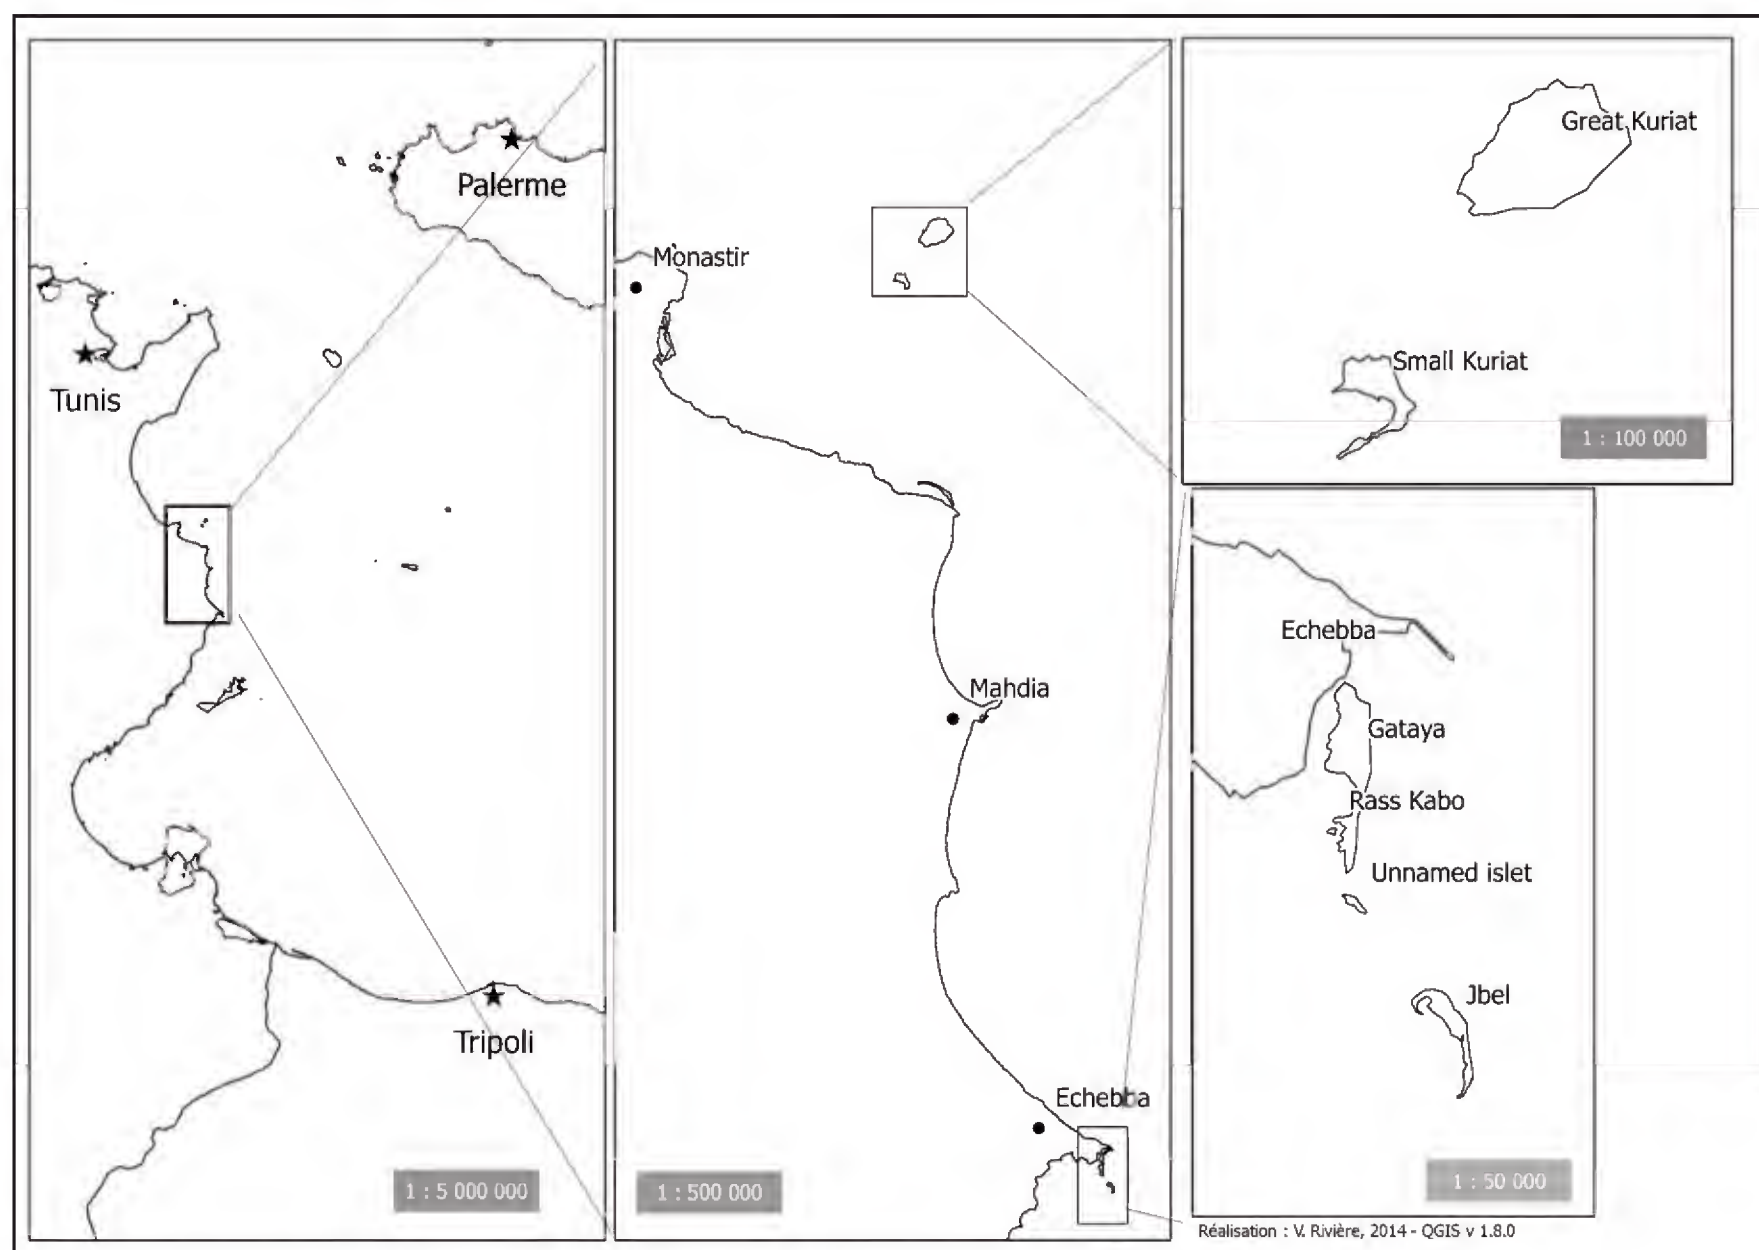 Palerme
Tunis
Tripoli
1 : 5 000 000
Monastir
Mahdia
Echebba
1 : 500 000
Great Kuriat
Small Kuriat
1 : 100 000
Echebba
Gataya
Rass Kabo
Unnamed islet
Jbel
1 : 50 000
Réalisation : V. Rivière, 2014 - QGIS v 1.8.0